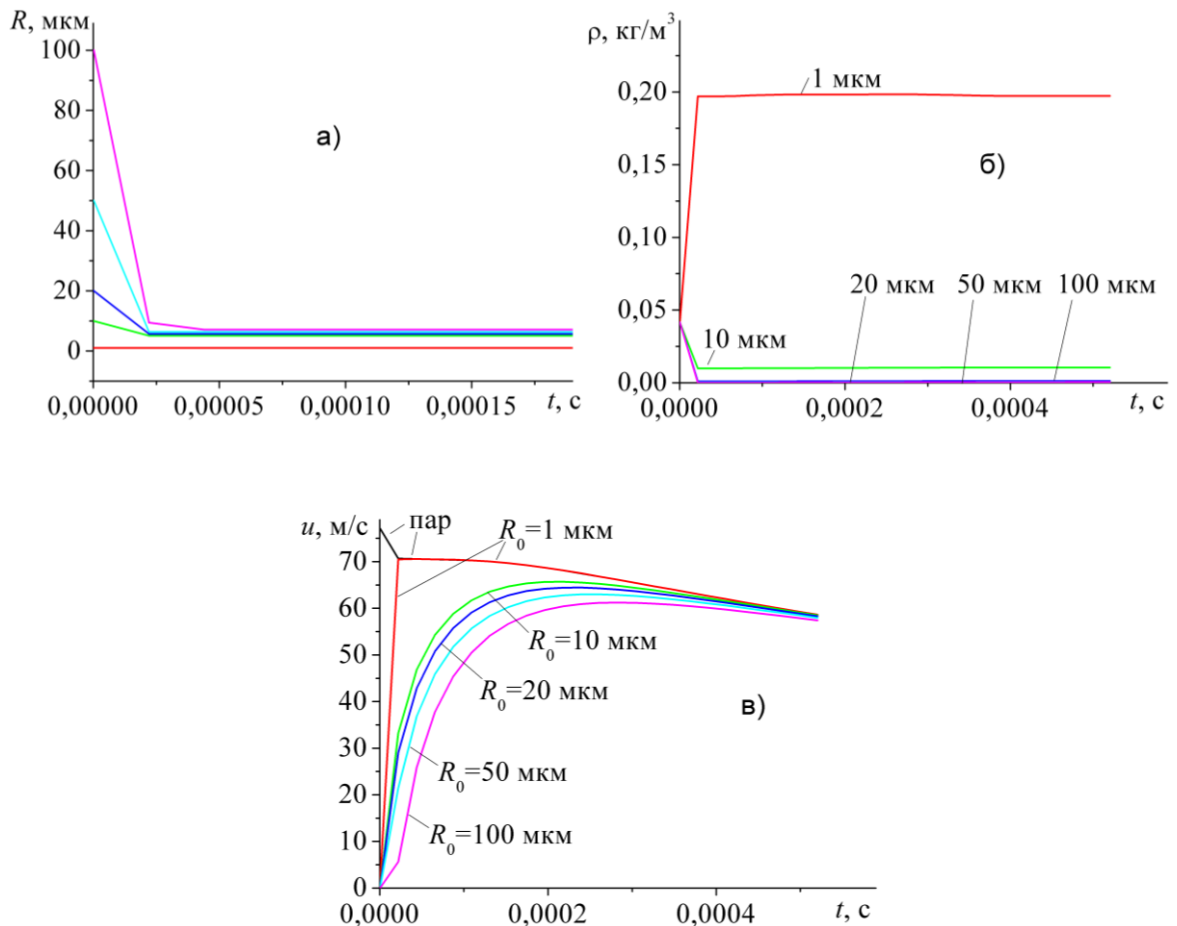 R, мкм
100
80
60
40
20
0
0,00000
0,00005
0,00010
0,00015
t, с
а)
ρ, кг/м³
0,20
0,15
0,10
0,05
0,00
0,0000
0,0002
0,0004
t, с
1 мкм
б)
20 мкм
50 мкм
100 мкм
10 мкм
u, м/с
70
60
50
40
30
20
10
0
0,0000
0,0002
0,0004
t, с
пар
R₀=1 мкм
R₀=10 мкм
R₀=20 мкм
R₀=50 мкм
R₀=100 мкм
в)